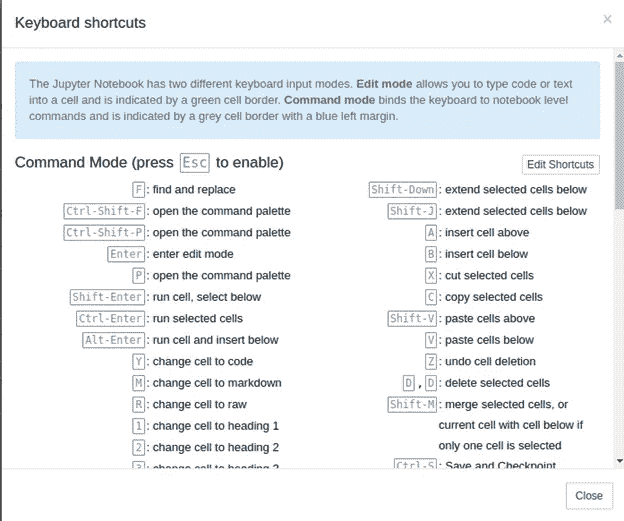 Keyboard shortcuts
×
The Jupyter Notebook has two different keyboard input modes. Edit mode allows you to type code or text
into a cell and is indicated by a green cell border. Command mode binds the keyboard to notebook level
commands and is indicated by a grey cell border with a blue left margin.
Command Mode (press Esc to enable)
Edit Shortcuts
F : find and replace
Ctrl-Shift-F : open the command palette
Ctrl-Shift-P : open the command palette
Enter : enter edit mode
P : open the command palette
Shift-Enter : run cell, select below
Ctrl-Enter : run selected cells
Alt-Enter : run cell and insert below
Y : change cell to code
M : change cell to markdown
R : change cell to raw
1 : change cell to heading 1
2 : change cell to heading 2
3 : change cell to heading 3
Shift-Down : extend selected cells below
Shift-J : extend selected cells below
A : insert cell above
B : insert cell below
X : cut selected cells
C : copy selected cells
Shift-V : paste cells above
V : paste cells below
Z : undo cell deletion
D , D : delete selected cells
Shift-M : merge selected cells, or
current cell with cell below if
only one cell is selected
Ctrl-S : Save and Checkpoint
Close